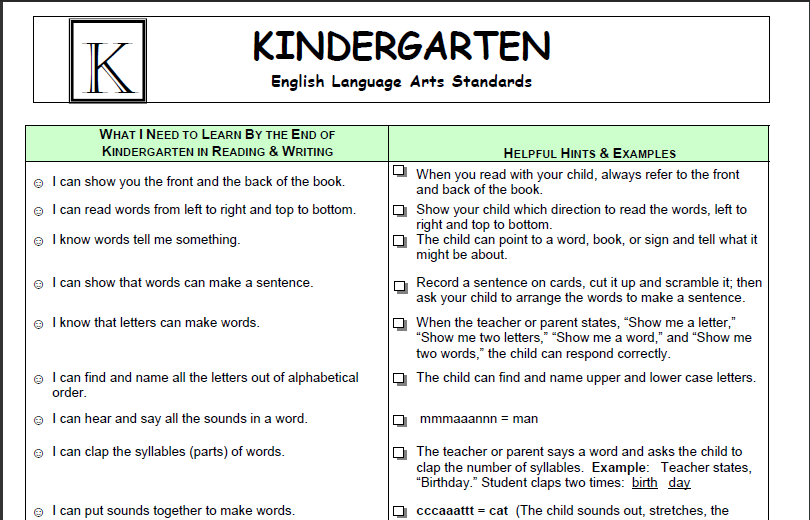 K
KINDERGARTEN
English Language Arts Standards
WHAT I NEED TO LEARN BY THE END OF
KINDERGARTEN IN READING & WRITING
HELPFUL HINTS & EXAMPLES
I can show you the front and the back of the book.
When you read with your child, always refer to the front
and back of the book.
I can read words from left to right and top to bottom.
Show your child which direction to read the words, left to
right and top to bottom.
I know words tell me something.
The child can point to a word, book, or sign and tell what it
might be about.
I can show that words can make a sentence.
Record a sentence on cards, cut it up and scramble it; then
ask your child to arrange the words to make a sentence.
I know that letters can make words.
When the teacher or parent states, “Show me a letter,”
“Show me two letters,” “Show me a word,” and “Show me
two words,” the child can respond correctly.
I can find and name all the letters out of alphabetical
order.
The child can find and name upper and lower case letters.
I can hear and say all the sounds in a word.
mmmaaannn = man
I can clap the syllables (parts) of words.
The teacher or parent says a word and asks the child to
clap the number of syllables. Example: Teacher states,
“Birthday.” Student claps two times: birth day
I can put sounds together to make words.
cccaaattt = cat (The child sounds out, stretches, the